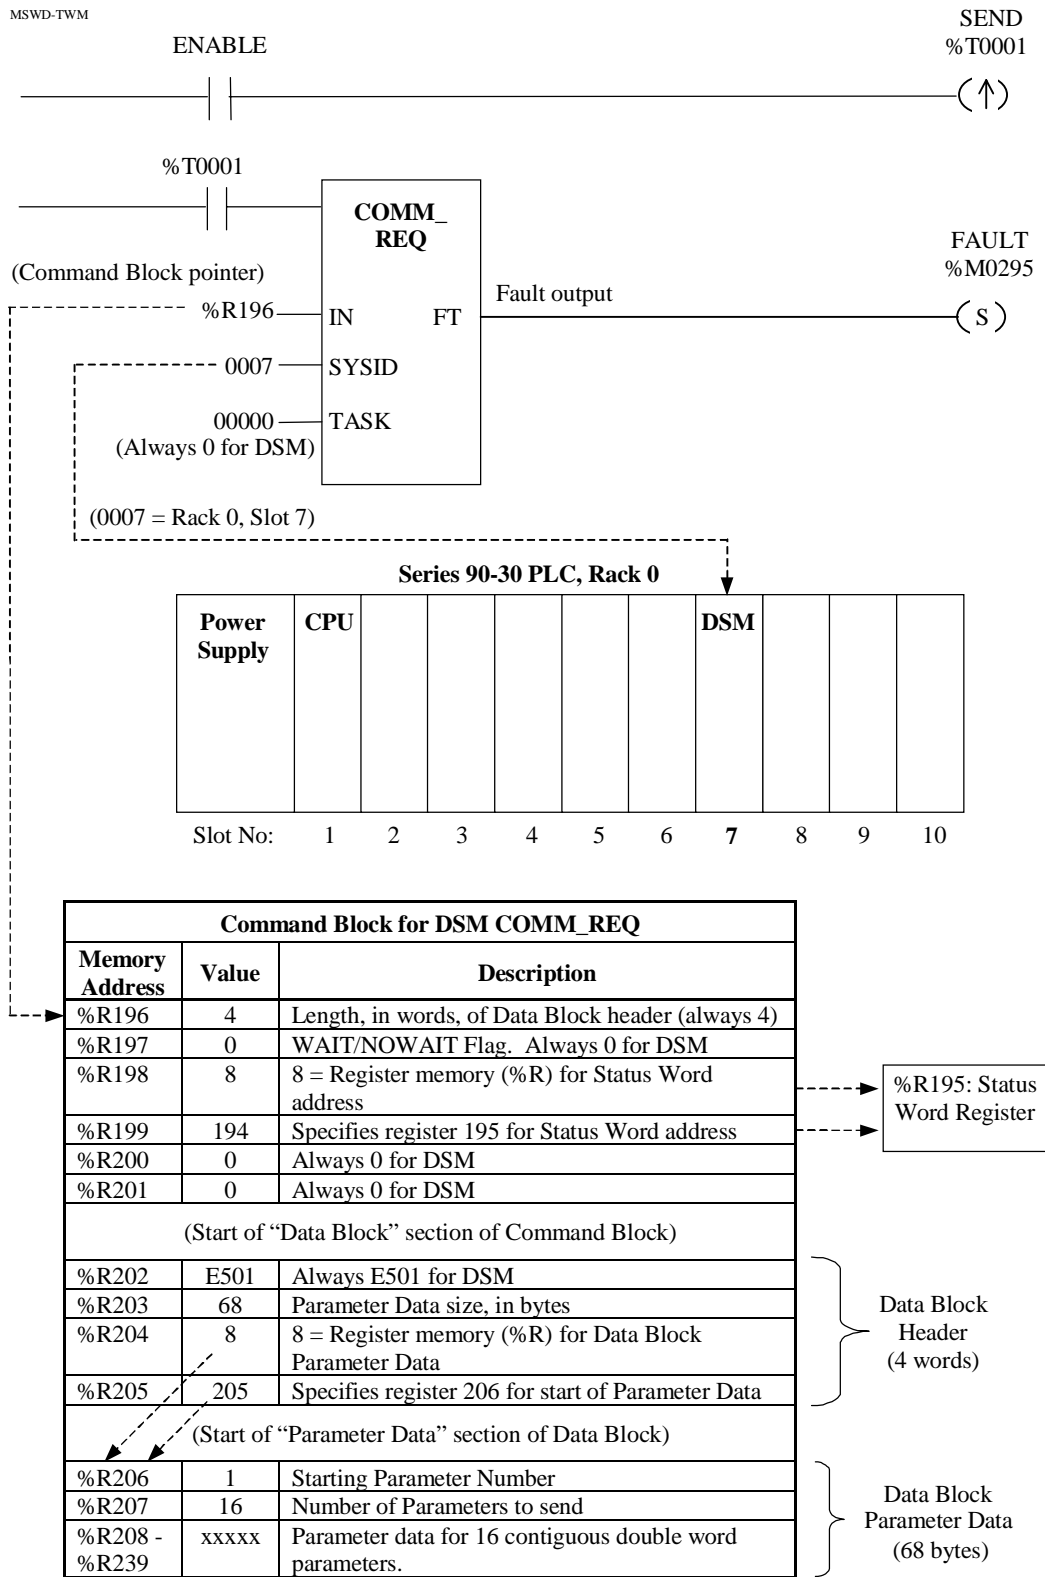 MSWD-TWM
ENABLE
SEND
%T0001
(↑)
%T0001
COMM_
REQ
FAULT
%M0295
(Command Block pointer)
%R196
IN
FT
Fault output
( S )
0007
SYSID
00000
TASK
(Always 0 for DSM)
(0007 = Rack 0, Slot 7)
Series 90-30 PLC, Rack 0
Power
Supply
CPU
DSM
Slot No: 1 2 3 4 5 6 7 8 9 10
Command Block for DSM COMM_REQ
Memory
Address
Value
Description
%R196 4 Length, in words, of Data Block header (always 4)
%R197 0 WAIT/NOWAIT Flag. Always 0 for DSM
%R198 8 8 = Register memory (%R) for Status Word
address
%R199 194 Specifies register 195 for Status Word address
%R195: Status
Word Register
%R200 0 Always 0 for DSM
%R201 0 Always 0 for DSM
(Start of “Data Block” section of Command Block)
%R202 E501 Always E501 for DSM
%R203 68 Parameter Data size, in bytes
%R204 8 8 = Register memory (%R) for Data Block
Parameter Data
%R205 205 Specifies register 206 for start of Parameter Data
Data Block
Header
(4 words)
(Start of “Parameter Data” section of Data Block)
%R206 1 Starting Parameter Number
%R207 16 Number of Parameters to send
%R208 - xxxxx Parameter data for 16 contiguous double word
%R239 parameters.
Data Block
Parameter Data
(68 bytes)